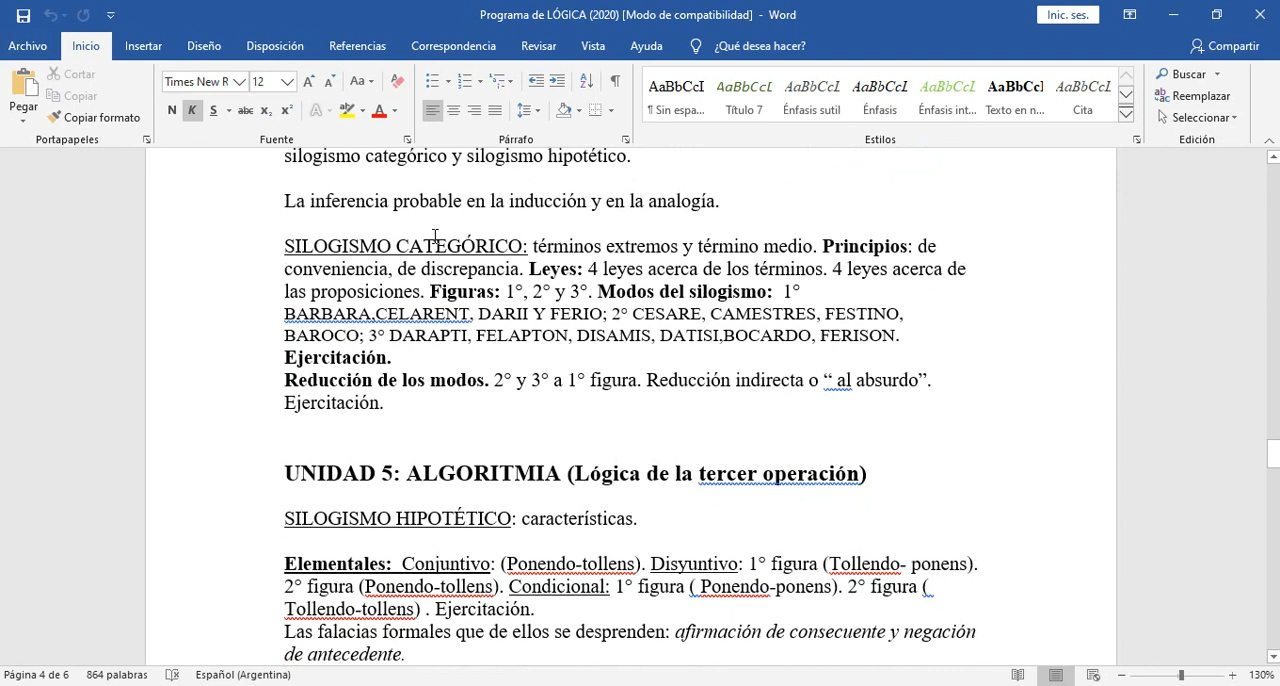 Programa de LÓGICA (2020) [Modo de compatibilidad] - Word
Inic. ses.
Archivo Inicio Insertar Diseño Disposición Referencias Correspondencia Revisar Vista Ayuda ¿Qué desea hacer? Compartir
Pegar
Cortar
Copiar
Copiar formato
Portapapeles
Times New R 12
N K S abc x₂ x²
Fuente
Párrafo
AaBbCcI AaBbCcI AaBbCcI AaBbCcI AaBbCcI AaBbCcI AaBbCcI
¶ Sin espa... Título 7 Énfasis sutil Énfasis Énfasis int... Texto en n... Cita
Estilos
Buscar
Reemplazar
Seleccionar
Edición
silogismo categórico y silogismo hipotético.
La inferencia probable en la inducción y en la analogía.
SILOGISMO CATEGÓRICO: términos extremos y término medio. Principios: de
conveniencia, de discrepancia. Leyes: 4 leyes acerca de los términos. 4 leyes acerca de
las proposiciones. Figuras: 1°, 2° y 3°. Modos del silogismo: 1°
BARBARA,CELARENT, DARII Y FERIO; 2° CESARE, CAMESTRES, FESTINO,
BAROCO; 3° DARAPTI, FELAPTON, DISAMIS, DATISI,BOCARDO, FERISON.
Ejercitación.
Reducción de los modos. 2° y 3° a 1° figura. Reducción indirecta o “ al absurdo”.
Ejercitación.
UNIDAD 5: ALGORITMIA (Lógica de la tercer operación)
SILOGISMO HIPOTÉTICO: características.
Elementales: Conjuntivo: (Ponendo-tollens). Disyuntivo: 1° figura (Tollendo- ponens).
2° figura (Ponendo-tollens). Condicional: 1° figura ( Ponendo-ponens). 2° figura (
Tollendo-tollens) . Ejercitación.
Las falacias formales que de ellos se desprenden: afirmación de consecuente y negación
de antecedente.
Página 4 de 6 864 palabras Español (Argentina) 130%